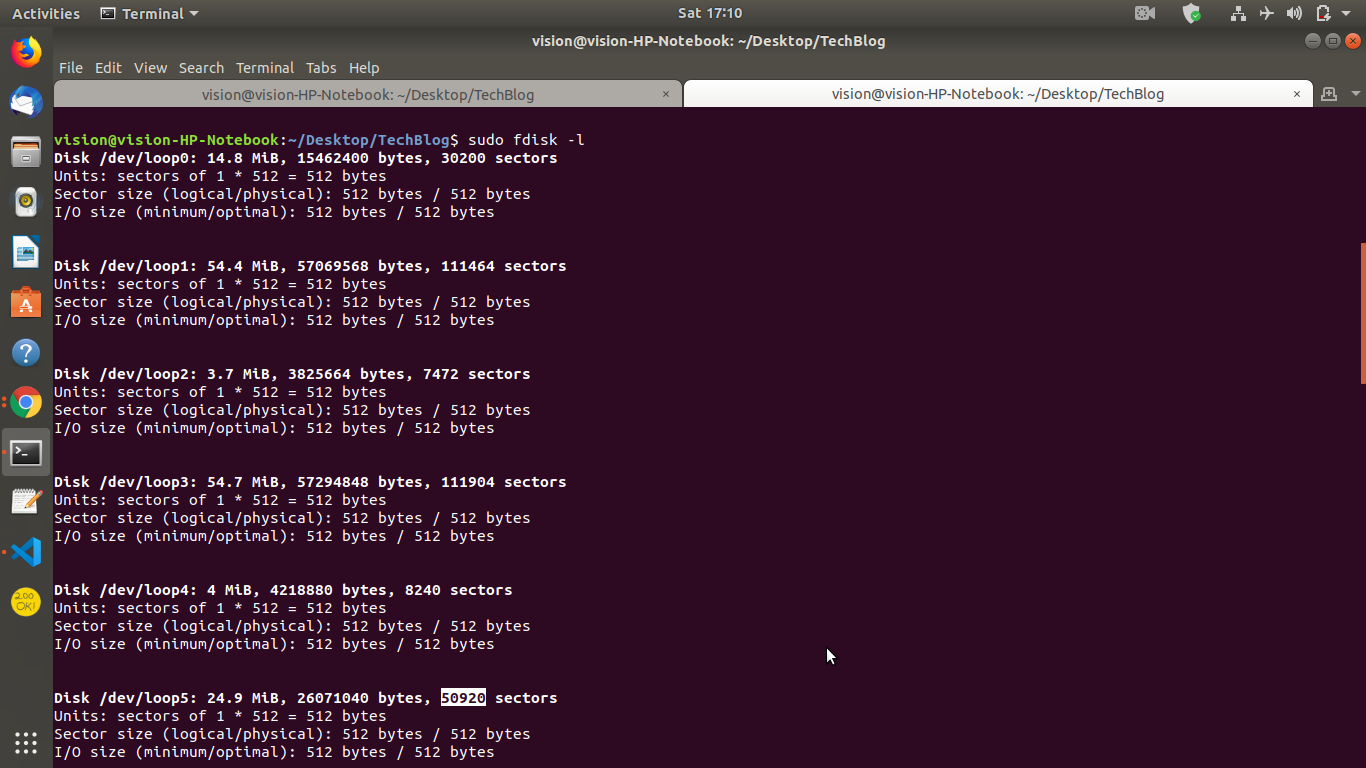 Activities
Terminal
Sat 17:10
vision@vision-HP-Notebook: ~/Desktop/TechBlog
File Edit View Search Terminal Tabs Help
vision@vision-HP-Notebook: ~/Desktop/TechBlog × vision@vision-HP-Notebook: ~/Desktop/TechBlog ×
vision@vision-HP-Notebook:~/Desktop/TechBlog$ sudo fdisk -l
Disk /dev/loop0: 14.8 MiB, 15462400 bytes, 30200 sectors
Units: sectors of 1 * 512 = 512 bytes
Sector size (logical/physical): 512 bytes / 512 bytes
I/O size (minimum/optimal): 512 bytes / 512 bytes
Disk /dev/loop1: 54.4 MiB, 57069568 bytes, 111464 sectors
Units: sectors of 1 * 512 = 512 bytes
Sector size (logical/physical): 512 bytes / 512 bytes
I/O size (minimum/optimal): 512 bytes / 512 bytes
Disk /dev/loop2: 3.7 MiB, 3825664 bytes, 7472 sectors
Units: sectors of 1 * 512 = 512 bytes
Sector size (logical/physical): 512 bytes / 512 bytes
I/O size (minimum/optimal): 512 bytes / 512 bytes
Disk /dev/loop3: 54.7 MiB, 57294848 bytes, 111904 sectors
Units: sectors of 1 * 512 = 512 bytes
Sector size (logical/physical): 512 bytes / 512 bytes
I/O size (minimum/optimal): 512 bytes / 512 bytes
Disk /dev/loop4: 4 MiB, 4218880 bytes, 8240 sectors
Units: sectors of 1 * 512 = 512 bytes
Sector size (logical/physical): 512 bytes / 512 bytes
I/O size (minimum/optimal): 512 bytes / 512 bytes
Disk /dev/loop5: 24.9 MiB, 26071040 bytes, 50920 sectors
Units: sectors of 1 * 512 = 512 bytes
Sector size (logical/physical): 512 bytes / 512 bytes
I/O size (minimum/optimal): 512 bytes / 512 bytes
200
OK!